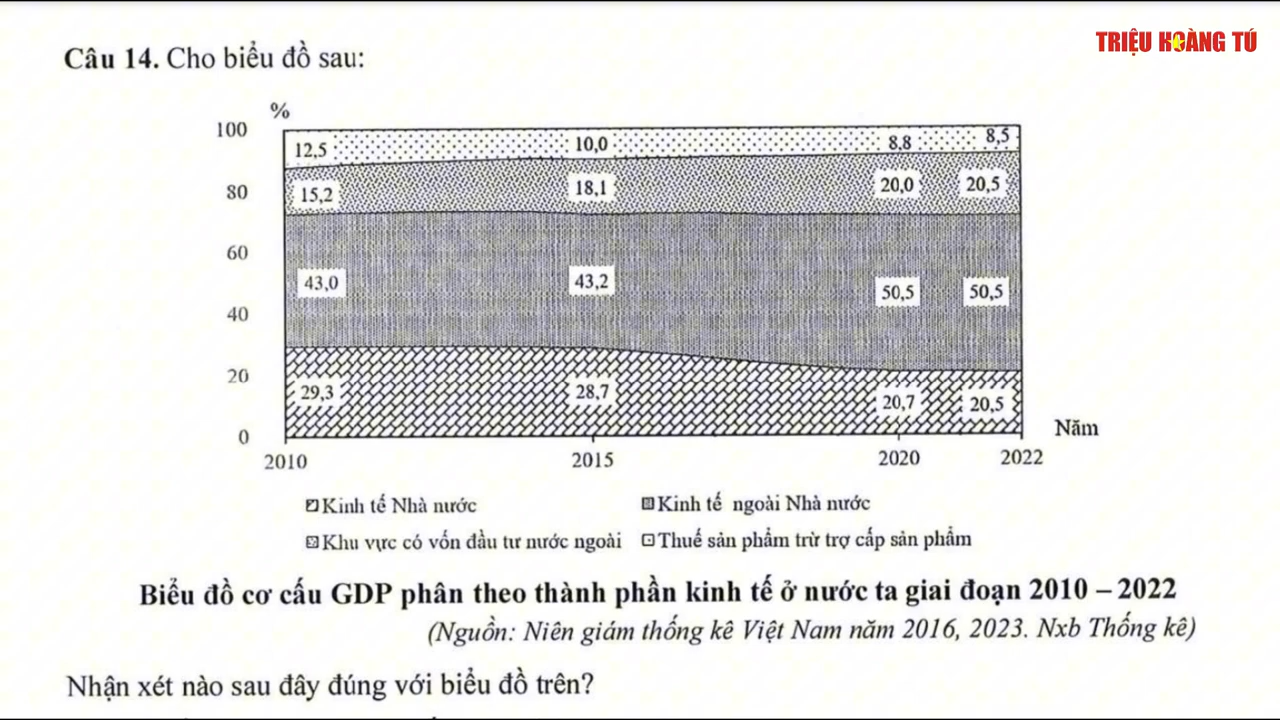 TRIỆU HOÀNG TÚ
Câu 14. Cho biểu đồ sau:
%
100
12,5 10,0 8,8 8,5
80
15,2 18,1 20,0 20,5
60
43,0 43,2 50,5 50,5
40
20
29,3 28,7 20,7 20,5
0
Năm
2010 2015 2020 2022
Kinh tế Nhà nước Kinh tế ngoài Nhà nước
Khu vực có vốn đầu tư nước ngoài Thuế sản phẩm trừ trợ cấp sản phẩm
Biểu đồ cơ cấu GDP phân theo thành phần kinh tế ở nước ta giai đoạn 2010 – 2022
(Nguồn: Niên giám thống kê Việt Nam năm 2016, 2023. Nxb Thống kê)
Nhận xét nào sau đây đúng với biểu đồ trên?